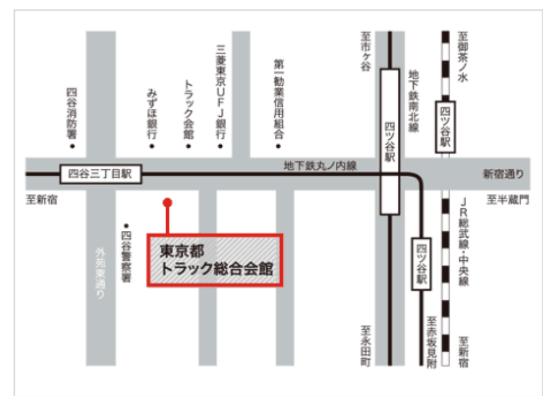 至市ヶ谷
至御茶ノ水
四谷消防署
みずほ銀行
トラック会館
三菱東京UFJ銀行
第一勧業信用組合
四ツ谷駅
地下鉄南北線
四ツ谷駅
四谷三丁目駅
地下鉄丸ノ内線
新宿通り
至新宿
至半蔵門
外苑東通り
四谷警察署
東京都
トラック総合会館
四ツ谷駅
JR総武線・中央線
至永田町
至赤坂見附
至新宿